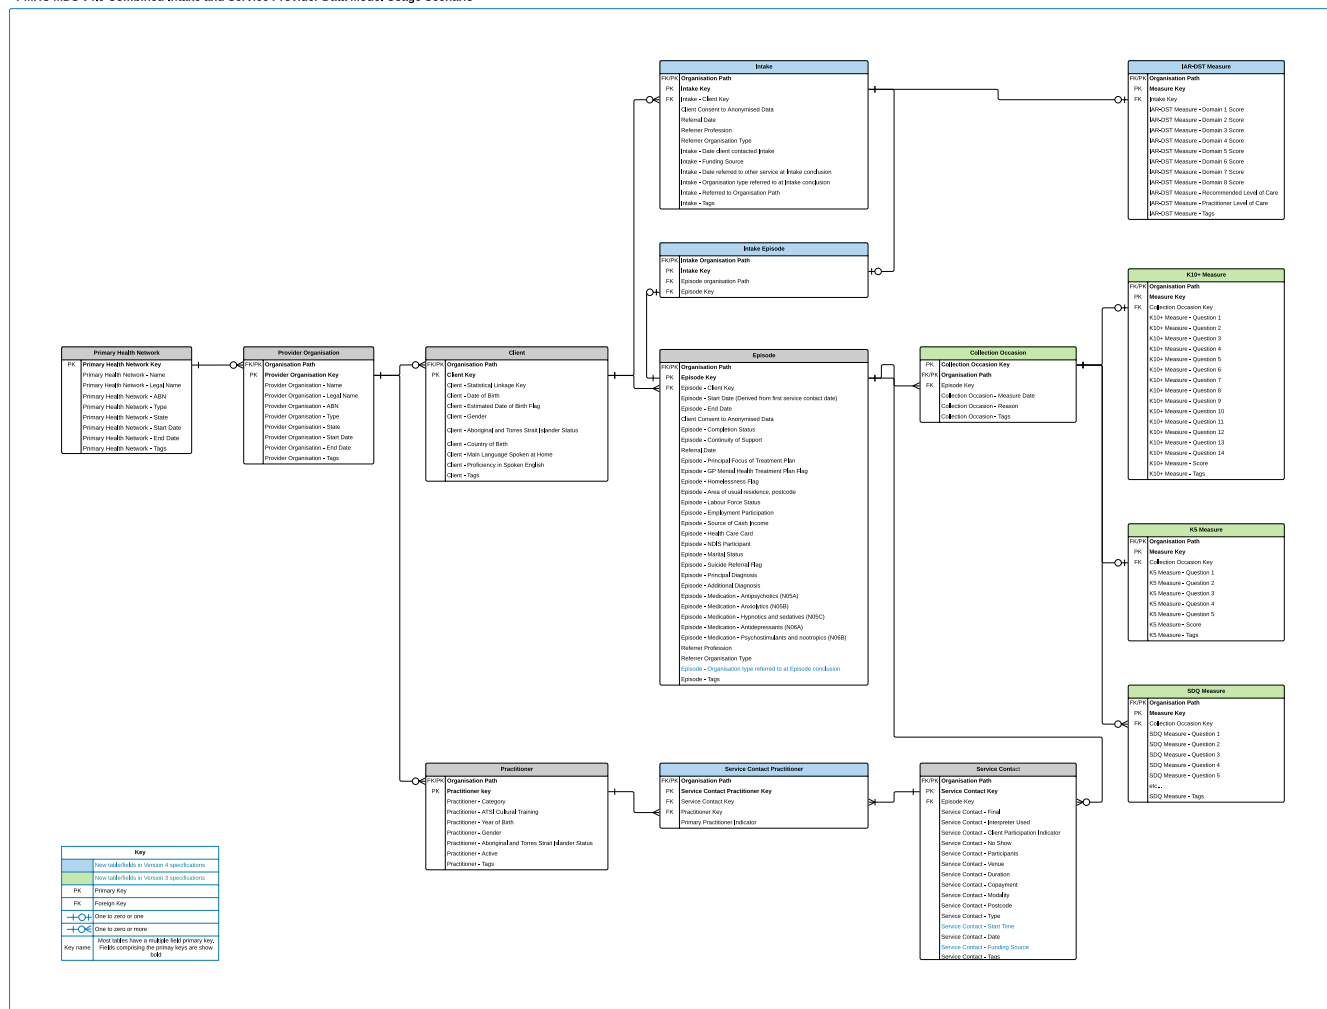 PMHC MDS V4.0 Combined Intake and Service Provider Data Model Usage Scenario
Intake
FK/PK Organisation Path
PK Intake Key
FK Intake - Client Key
Client Consent to Anonymised Data
Referral Date
Referrer Profession
Referrer Organisation Type
Intake - Date client contacted Intake
Intake - Funding Source
Intake - Date referred to other service at Intake conclusion
Intake - Organisation type referred to at Intake conclusion
Intake - Referred to Organisation Path
Intake - Tags
IAR-DST Measure
FK/PK Organisation Path
PK Measure Key
FK Intake Key
IAR-DST Measure - Domain 1 Score
IAR-DST Measure - Domain 2 Score
IAR-DST Measure - Domain 3 Score
IAR-DST Measure - Domain 4 Score
IAR-DST Measure - Domain 5 Score
IAR-DST Measure - Domain 6 Score
IAR-DST Measure - Domain 7 Score
IAR-DST Measure - Domain 8 Score
IAR-DST Measure - Recommended Level of Care
IAR-DST Measure - Practitioner Level of Care
IAR-DST Measure - Tags
Intake Episode
FK/PK Intake Organisation Path
PK Intake Key
FK Episode organisation Path
FK Episode Key
K10+ Measure
FK/PK Organisation Path
PK Measure Key
FK Collection Occasion Key
K10+ Measure - Question 1
K10+ Measure - Question 2
K10+ Measure - Question 3
K10+ Measure - Question 4
K10+ Measure - Question 5
K10+ Measure - Question 6
K10+ Measure - Question 7
K10+ Measure - Question 8
K10+ Measure - Question 9
K10+ Measure - Question 10
K10+ Measure - Question 11
K10+ Measure - Question 12
K10+ Measure - Question 13
K10+ Measure - Question 14
K10+ Measure - Score
K10+ Measure - Tags
Primary Health Network
PK Primary Health Network Key
Primary Health Network - Name
Primary Health Network - Legal Name
Primary Health Network - ABN
Primary Health Network - Type
Primary Health Network - State
Primary Health Network - Start Date
Primary Health Network - End Date
Primary Health Network - Tags
Provider Organisation
FK/PK Organisation Path
PK Provider Organisation Key
Provider Organisation - Name
Provider Organisation - Legal Name
Provider Organisation - ABN
Provider Organisation - Type
Provider Organisation - State
Provider Organisation - Start Date
Provider Organisation - End Date
Provider Organisation - Tags
Client
FK/PK Organisation Path
PK Client Key
Client - Statistical Linkage Key
Client - Date of Birth
Client - Estimated Date of Birth Flag
Client - Gender
Client - Aboriginal and Torres Strait Islander Status
Client - Country of Birth
Client - Main Language Spoken at Home
Client - Proficiency in Spoken English
Client - Tags
Episode
FK/PK Organisation Path
PK Episode Key
FK Episode - Client Key
Episode - Start Date (Derived from first service contact date)
Episode - End Date
Client Consent to Anonymised Data
Episode - Completion Status
Episode - Continuity of Support
Referral Date
Episode - Principal Focus of Treatment Plan
Episode - GP Mental Health Treatment Plan Flag
Episode - Homelessness Flag
Episode - Area of usual residence, postcode
Episode - Labour Force Status
Episode - Employment Participation
Episode - Source of Cash Income
Episode - Health Care Card
Episode - NDIS Participant
Episode - Marital Status
Episode - Suicide Referral Flag
Episode - Principal Diagnosis
Episode - Additional Diagnosis
Episode - Medication - Antipsychotics (N05A)
Episode - Medication - Anxiolytics (N05B)
Episode - Medication - Hypnotics and sedatives (N05C)
Episode - Medication - Antidepressants (N06A)
Episode - Medication - Psychostimulants and nootropics (N06B)
Referrer Profession
Referrer Organisation Type
Episode - Organisation type referred to at Episode conclusion
Episode - Tags
Collection Occasion
PK Collection Occasion Key
FK/PK Organisation Path
FK Episode Key
Collection Occasion - Measure Date
Collection Occasion - Reason
Collection Occasion - Tags
K5 Measure
FK/PK Organisation Path
PK Measure Key
FK Collection Occasion Key
K5 Measure - Question 1
K5 Measure - Question 2
K5 Measure - Question 3
K5 Measure - Question 4
K5 Measure - Question 5
K5 Measure - Score
K5 Measure - Tags
SDQ Measure
FK/PK Organisation Path
PK Measure Key
FK Collection Occasion Key
SDQ Measure - Question 1
SDQ Measure - Question 2
SDQ Measure - Question 3
SDQ Measure - Question 4
SDQ Measure - Question 5
etc...
SDQ Measure - Tags
Practitioner
FK/PK Organisation Path
PK Practitioner key
Practitioner - Category
Practitioner - ATSI Cultural Training
Practitioner - Year of Birth
Practitioner - Gender
Practitioner - Aboriginal and Torres Strait Islander Status
Practitioner - Active
Practitioner - Tags
Service Contact Practitioner
FK/PK Organisation Path
PK Service Contact Practitioner Key
FK Service Contact Key
FK Practitioner Key
Primary Practitioner Indicator
Service Contact
FK/PK Organisation Path
PK Service Contact Key
FK Episode Key
Service Contact - Final
Service Contact - Interpreter Used
Service Contact - Client Participation Indicator
Service Contact - No Show
Service Contact - Participants
Service Contact - Venue
Service Contact - Duration
Service Contact - Copayment
Service Contact - Modality
Service Contact - Postcode
Service Contact - Type
Service Contact - Start Time
Service Contact - Date
Service Contact - Funding Source
Service Contact - Tags
Key
New table/fields in Version 4 specifications
New table/fields in Version 3 specifications
PK Primary Key
FK Foreign Key
One to zero or one
One to zero or more
Key name Most tables have a multiple field primary key.
Fields comprising the primay keys are show
bold